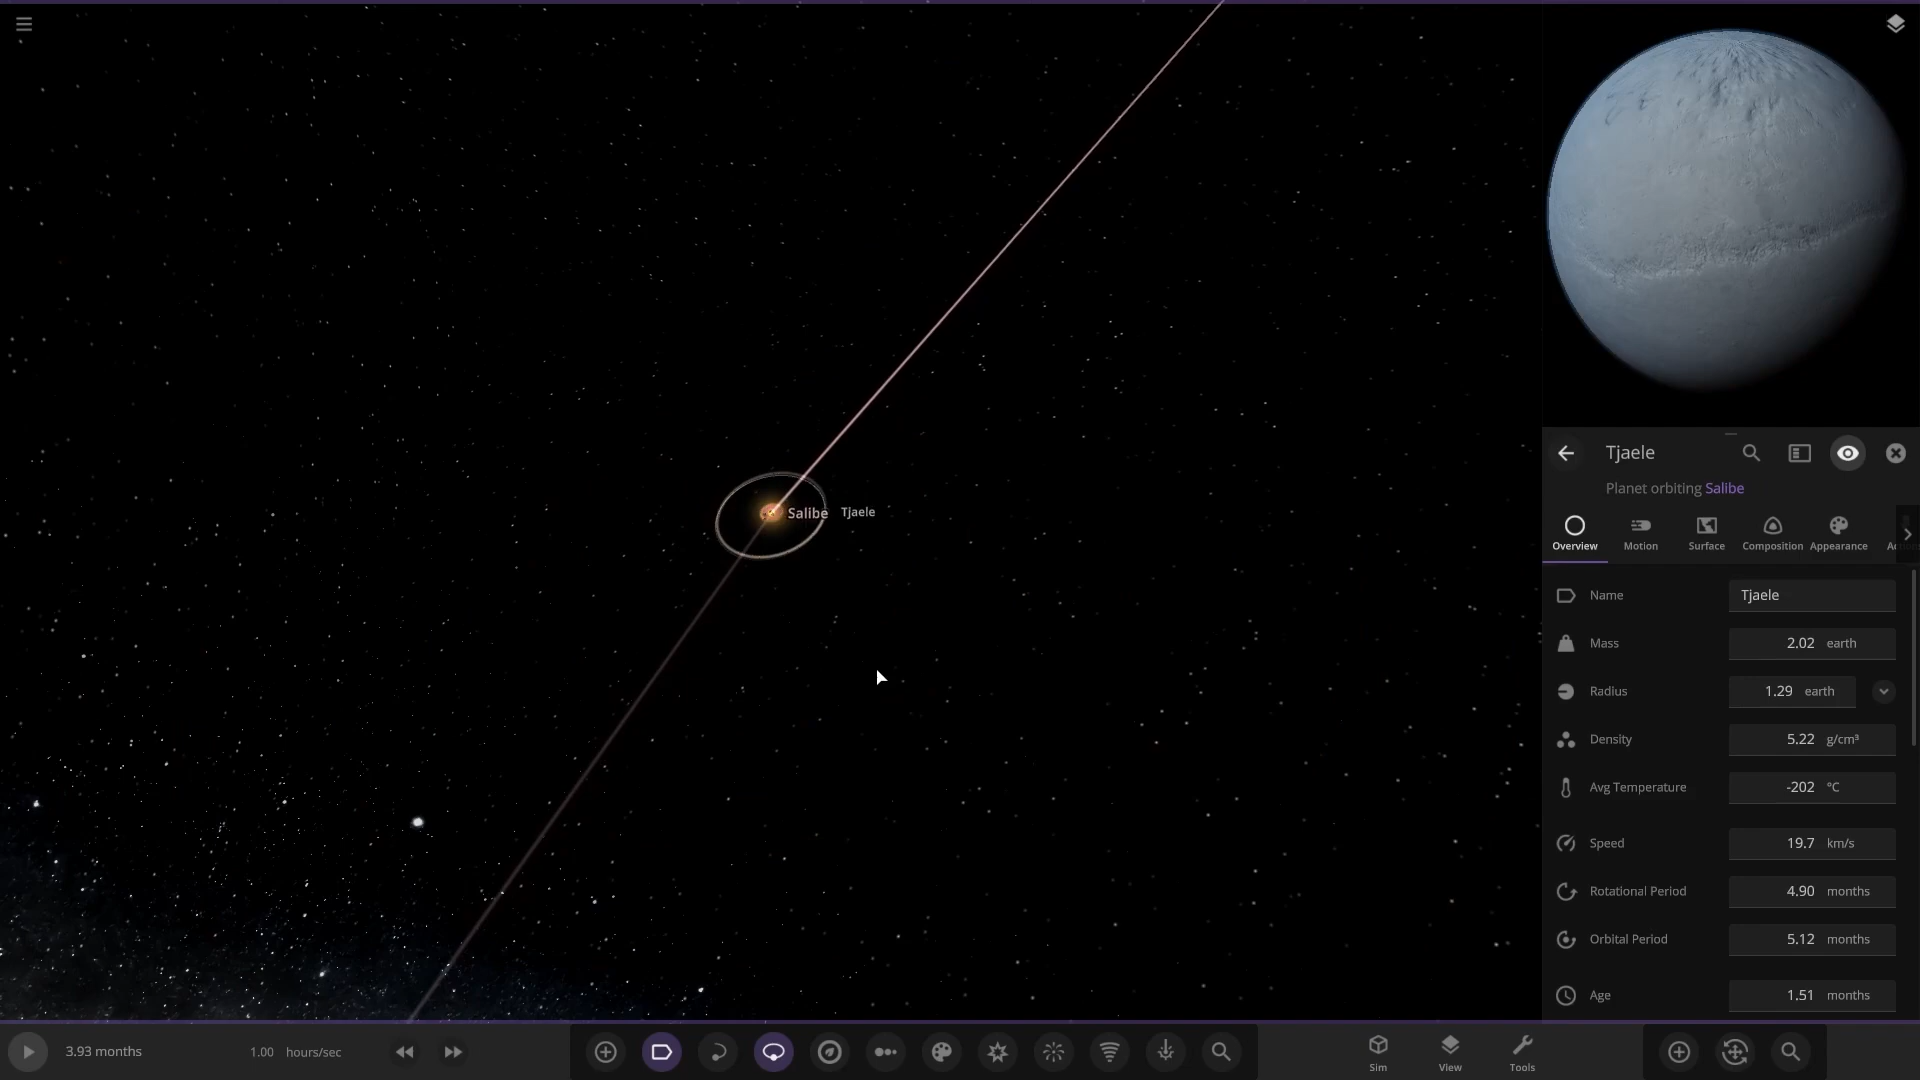 Salibe
Tjaele
Tjaele
Planet orbiting Salibe
Overview
Motion
Surface
Composition
Appearance
Name
Tjaele
Mass
2.02 earth
Radius
1.29 earth
Density
5.22 g/cm³
Avg Temperature
-202 °C
Speed
19.7 km/s
Rotational Period
4.90 months
Orbital Period
5.12 months
Age
1.51 months
3.93 months
1.00 hours/sec
Sim
View
Tools